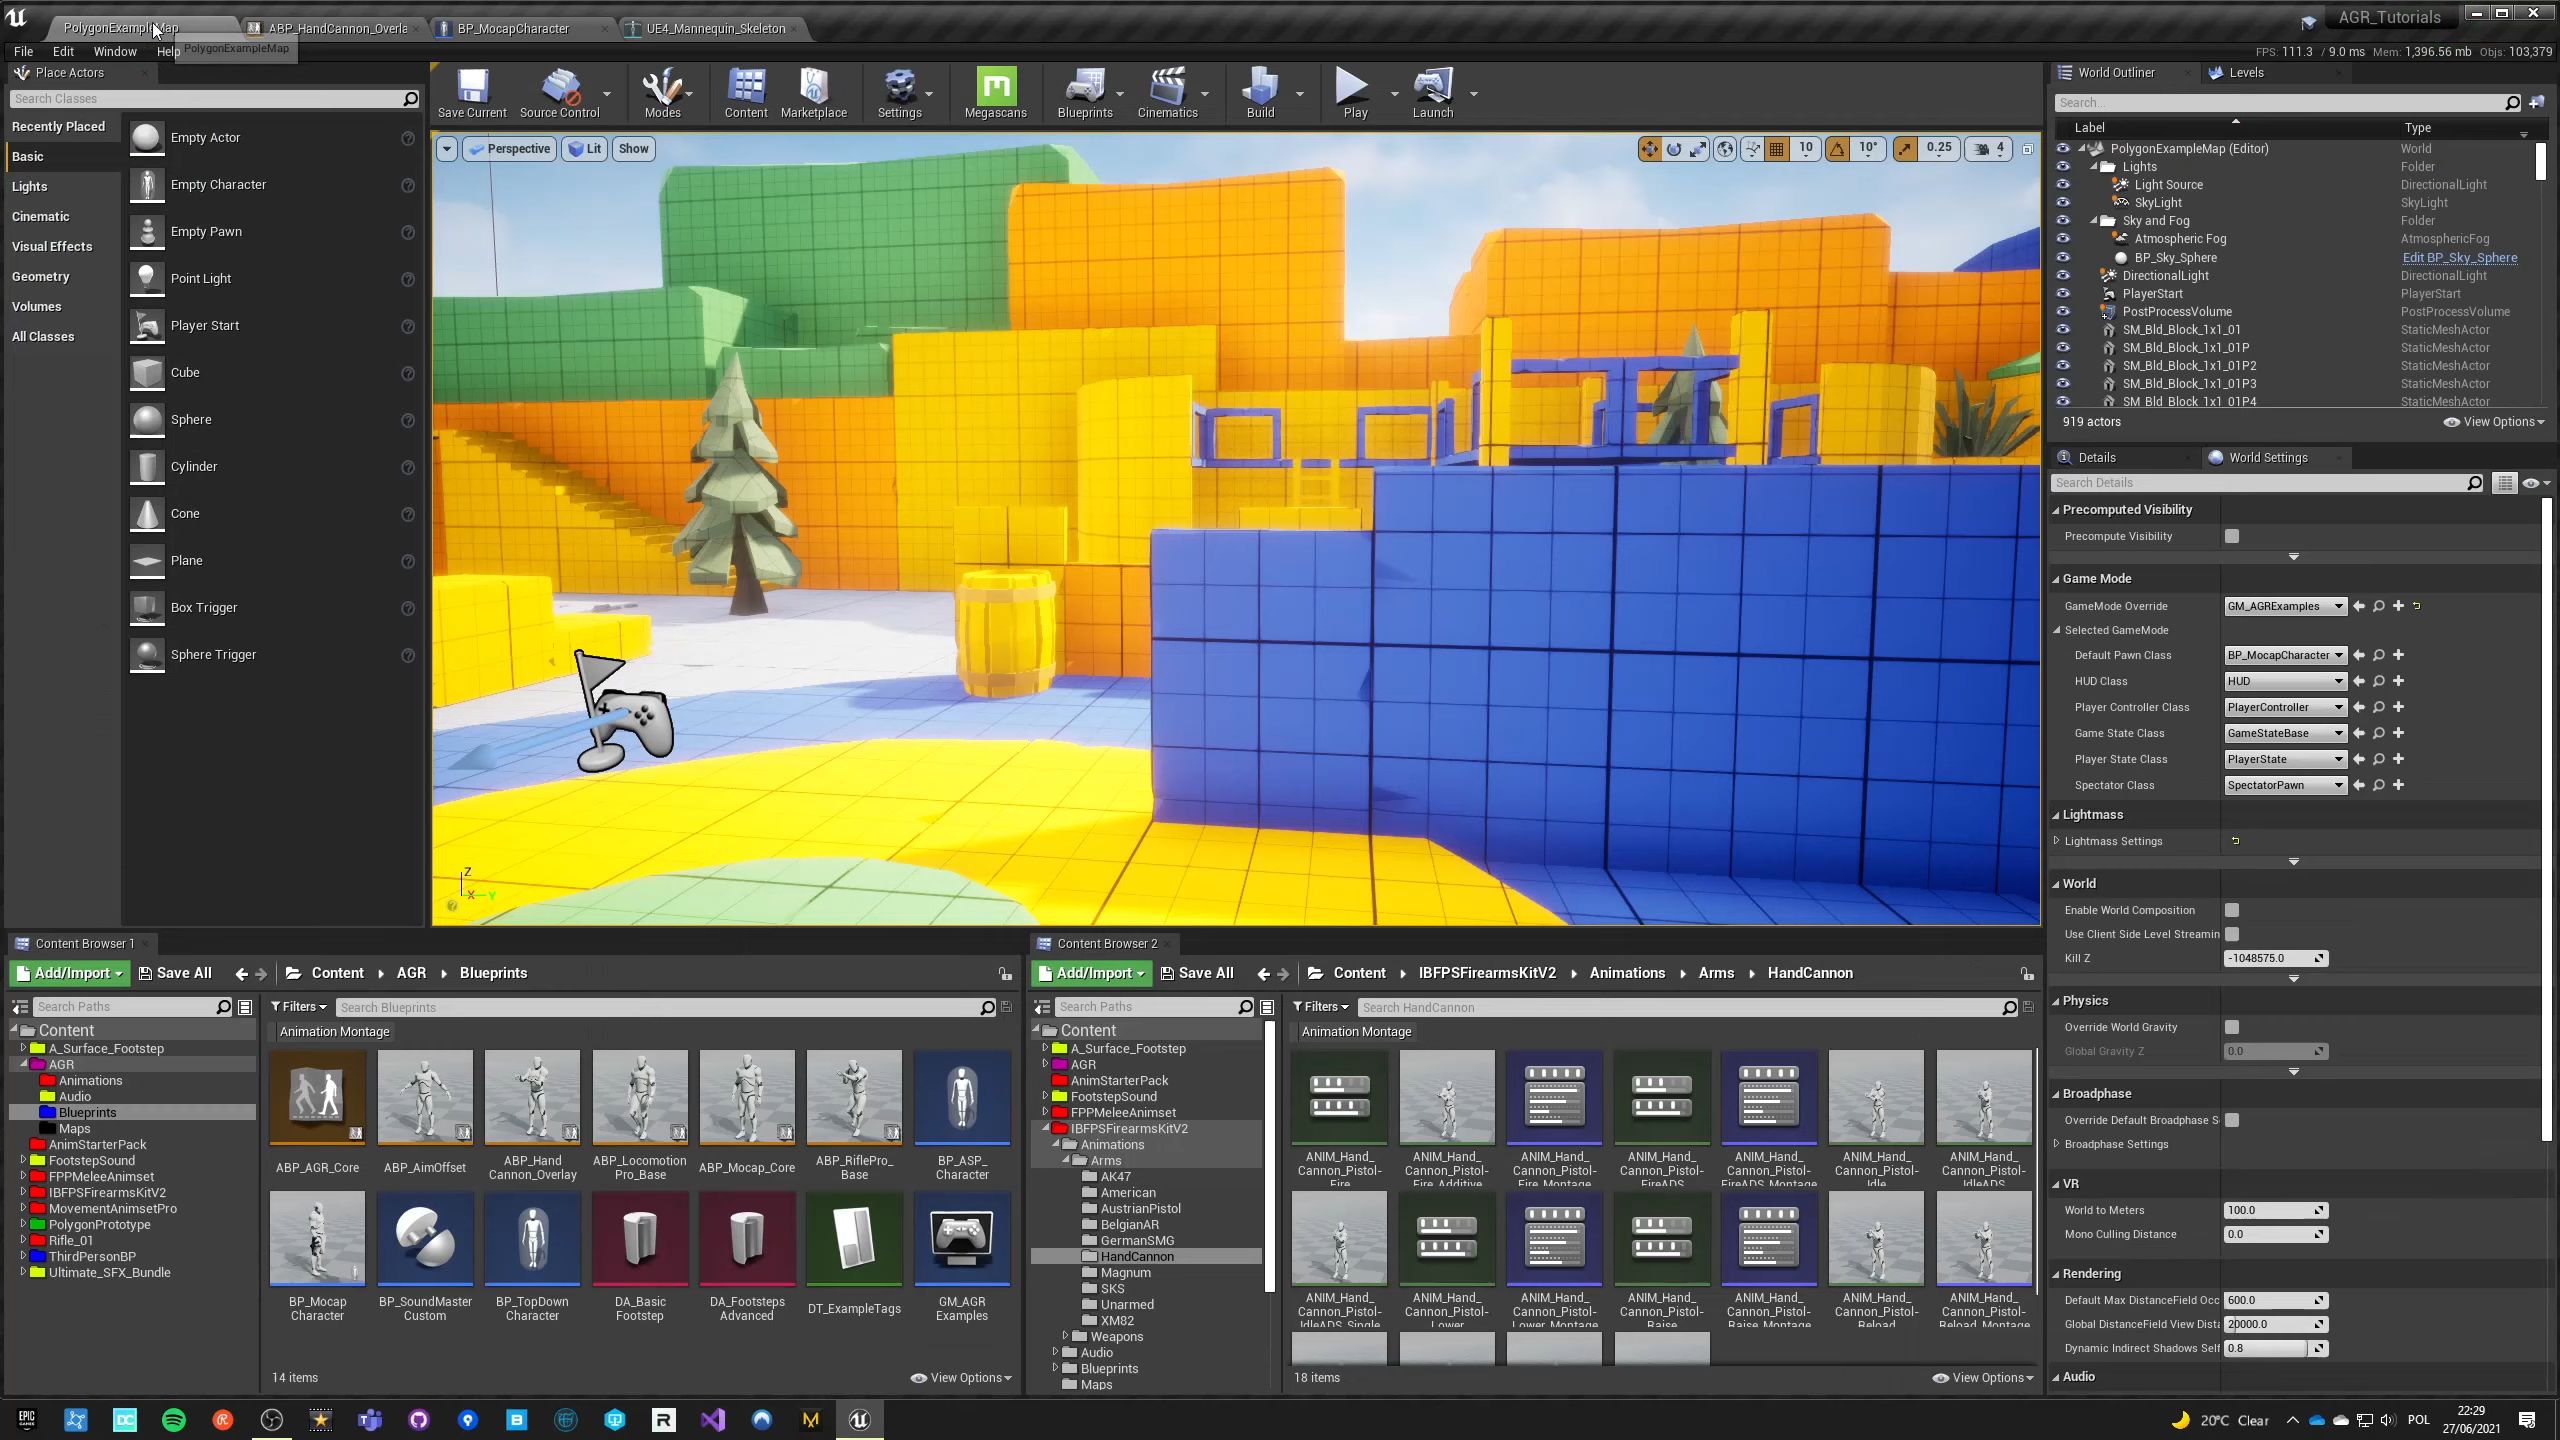 PolygonExampleMap
ABP_HandCannon_Overla
BP_MocapCharacter
UE4_Mannequin_Skeleton
AGR_Tutorials
File Edit Window Help
PolygonExampleMap
FPS: 111.3 / 9.0 ms Mem: 1,396.56 mb Objs: 103,379
Place Actors
Search Classes
Recently Placed
Basic
Lights
Cinematic
Visual Effects
Geometry
Volumes
All Classes
Empty Actor
Empty Character
Empty Pawn
Point Light
Player Start
Cube
Sphere
Cylinder
Cone
Plane
Box Trigger
Sphere Trigger
Save Current
Source Control
Modes
Content
Marketplace
Settings
Megascans
Blueprints
Cinematics
Build
Play
Launch
Perspective Lit Show
10 10° 0.25 4
Z
X Y
World Outliner Levels
Search...
Label Type
PolygonExampleMap (Editor) World
Lights Folder
Light Source DirectionalLight
SkyLight SkyLight
Sky and Fog Folder
Atmospheric Fog AtmosphericFog
BP_Sky_Sphere Edit BP_Sky_Sphere
DirectionalLight DirectionalLight
PlayerStart PlayerStart
PostProcessVolume PostProcessVolume
SM_Bld_Block_1x1_01 StaticMeshActor
SM_Bld_Block_1x1_01P StaticMeshActor
SM_Bld_Block_1x1_01P2 StaticMeshActor
SM_Bld_Block_1x1_01P3 StaticMeshActor
SM_Bld_Block_1x1_01P4 StaticMeshActor
919 actors View Options
Details World Settings
Search Details
Precomputed Visibility
Precompute Visibility
Game Mode
GameMode Override GM_AGRExamples
Selected GameMode
Default Pawn Class BP_MocapCharacter
HUD Class HUD
Player Controller Class PlayerController
Game State Class GameStateBase
Player State Class PlayerState
Spectator Class SpectatorPawn
Lightmass
Lightmass Settings
World
Enable World Composition
Use Client Side Level Streamin
Kill Z -1048575.0
Physics
Override World Gravity
Global Gravity Z 0.0
Broadphase
Override Default Broadphase S
Broadphase Settings
VR
World to Meters 100.0
Mono Culling Distance 0.0
Rendering
Default Max DistanceField Occ 600.0
Global DistanceField View Dista 20000.0
Dynamic Indirect Shadows Self 0.8
Audio
Content Browser 1
Add/Import Save All Content AGR Blueprints
Search Paths
Filters Search Blueprints
Animation Montage
Content
A_Surface_Footstep
AGR
Animations
Audio
Blueprints
Maps
AnimStarterPack
FootstepSound
FPPMeleeAnimset
IBFPSFirearmsKitV2
MovementAnimsetPro
PolygonPrototype
Rifle_01
ThirdPersonBP
Ultimate_SFX_Bundle
ABP_AGR_Core
ABP_AimOffset
ABP_Hand
Cannon_Overlay
ABP_Locomotion
Pro_Base
ABP_Mocap_Core
ABP_RiflePro_
Base
BP_ASP_
Character
BP_Mocap
Character
BP_SoundMaster
Custom
BP_TopDown
Character
DA_Basic
Footstep
DA_Footsteps
Advanced
DT_ExampleTags
GM_AGR
Examples
14 items View Options
Content Browser 2
Add/Import Save All Content IBFPSFirearmsKitV2 Animations Arms HandCannon
Search Paths
Filters Search HandCannon
Animation Montage
Content
A_Surface_Footstep
AGR
AnimStarterPack
FootstepSound
FPPMeleeAnimset
IBFPSFirearmsKitV2
Animations
Arms
AK47
American
AustrianPistol
BelgianAR
GermanSMG
HandCannon
Magnum
SKS
Unarmed
XM82
Weapons
Audio
Blueprints
Maps
ANIM_Hand_
Cannon_Pistol-
Fire
ANIM_Hand_
Cannon_Pistol-
Fire_Additive
ANIM_Hand_
Cannon_Pistol-
Fire_Montage
ANIM_Hand_
Cannon_Pistol-
FireADS
ANIM_Hand_
Cannon_Pistol-
FireADS_Montage
ANIM_Hand_
Cannon_Pistol-
Idle
ANIM_Hand_
Cannon_Pistol-
IdleADS
ANIM_Hand_
Cannon_Pistol-
IdleADS_Single
ANIM_Hand_
Cannon_Pistol-
Lower
ANIM_Hand_
Cannon_Pistol-
Lower_Montage
ANIM_Hand_
Cannon_Pistol-
Raise
ANIM_Hand_
Cannon_Pistol-
Raise_Montage
ANIM_Hand_
Cannon_Pistol-
Reload
ANIM_Hand_
Cannon_Pistol-
Reload_Montage
18 items View Options
20°C Clear
POL
22:29
27/06/2021